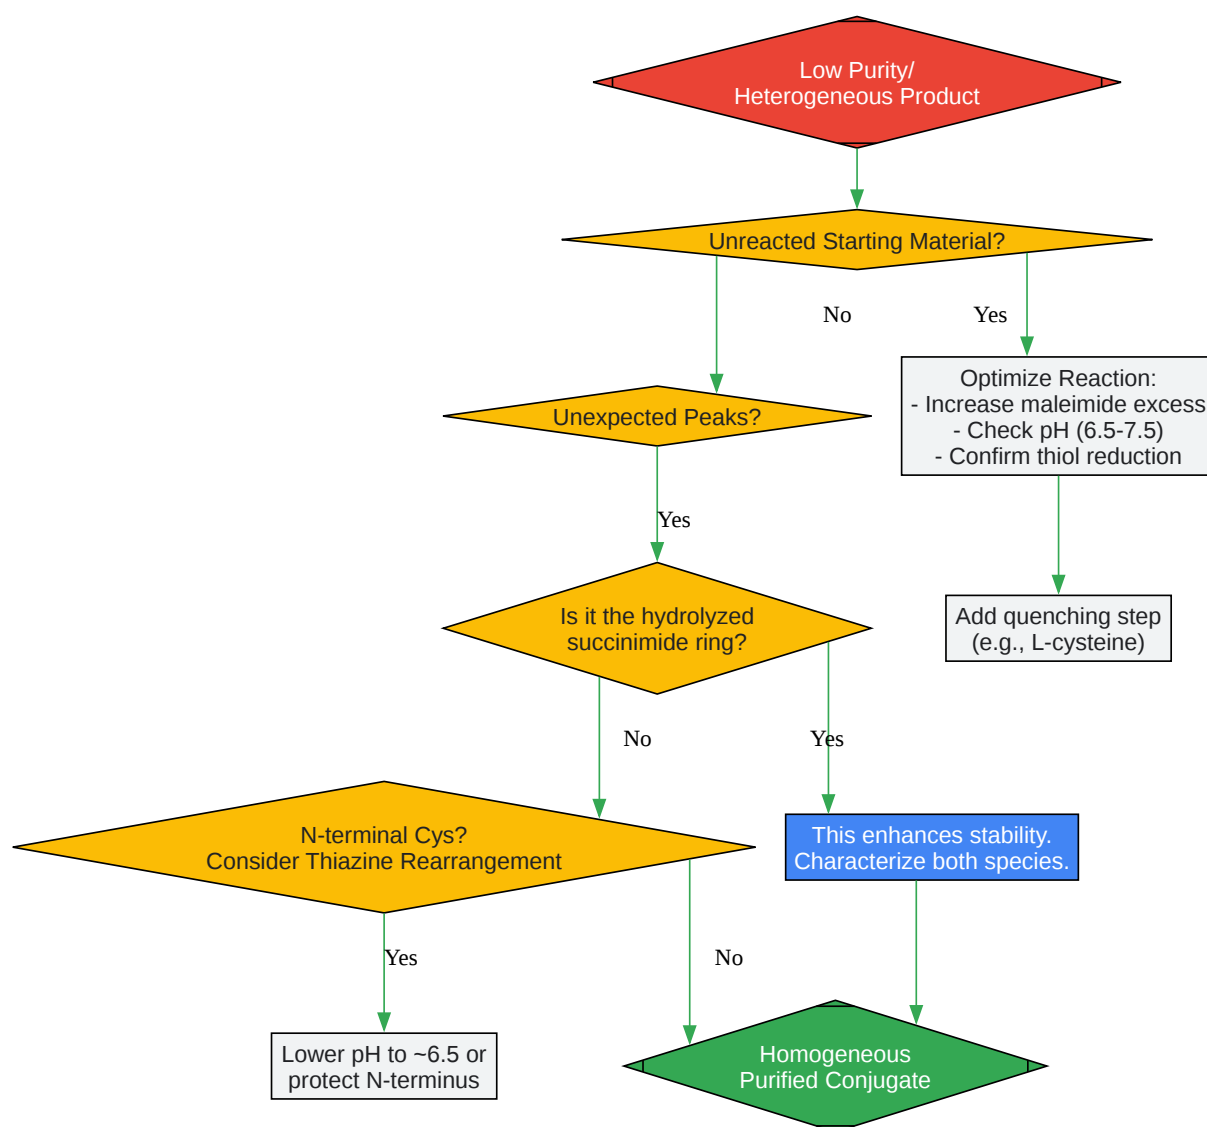 Low Purity/
Heterogeneous Product
Unreacted Starting Material?
No
Yes
Optimize Reaction:
- Increase maleimide excess
- Check pH (6.5-7.5)
- Confirm thiol reduction
Unexpected Peaks?
Yes
Is it the hydrolyzed
succinimide ring?
Add quenching step
(e.g., L-cysteine)
No
Yes
N-terminal Cys?
Consider Thiazine Rearrangement
This enhances stability.
Characterize both species.
Yes
No
Lower pH to ~6.5 or
protect N-terminus
Homogeneous
Purified Conjugate